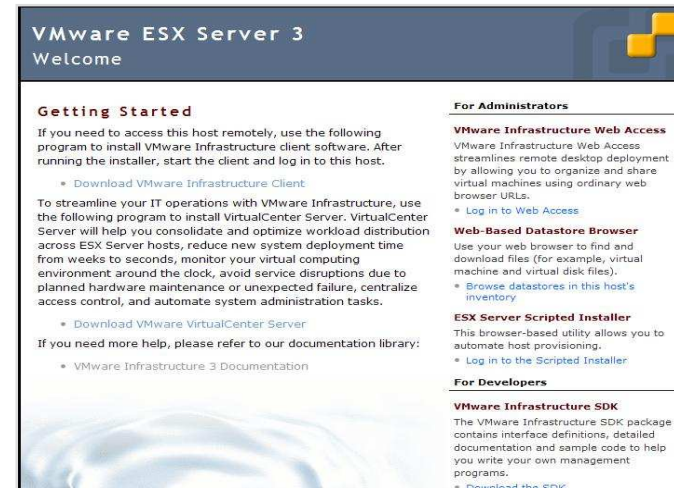 VMware ESX Server 3
Welcome
Getting Started
If you need to access this host remotely, use the following
program to install VMware Infrastructure client software. After
running the installer, start the client and log in to this host.
• Download VMware Infrastructure Client
To streamline your IT operations with VMware Infrastructure, use
the following program to install VirtualCenter Server. VirtualCenter
Server will help you consolidate and optimize workload distribution
across ESX Server hosts, reduce new system deployment time
from weeks to seconds, monitor your virtual computing
environment around the clock, avoid service disruptions due to
planned hardware maintenance or unexpected failure, centralize
access control, and automate system administration tasks.
• Download VMware VirtualCenter Server
If you need more help, please refer to our documentation library:
• VMware Infrastructure 3 Documentation
For Administrators
VMware Infrastructure Web Access
VMware Infrastructure Web Access
streamlines remote desktop deployment
by allowing you to organize and share
virtual machines using ordinary web
browser URLs.
• Log in to Web Access
Web-Based Datastore Browser
Use your web browser to find and
download files (for example, virtual
machine and virtual disk files).
• Browse datastores in this host's
inventory
ESX Server Scripted Installer
This browser-based utility allows you to
automate host provisioning.
• Log in to the Scripted Installer
For Developers
VMware Infrastructure SDK
The VMware Infrastructure SDK package
contains interface definitions, detailed
documentation and sample code to help
you write your own management
programs.
• Download the SDK